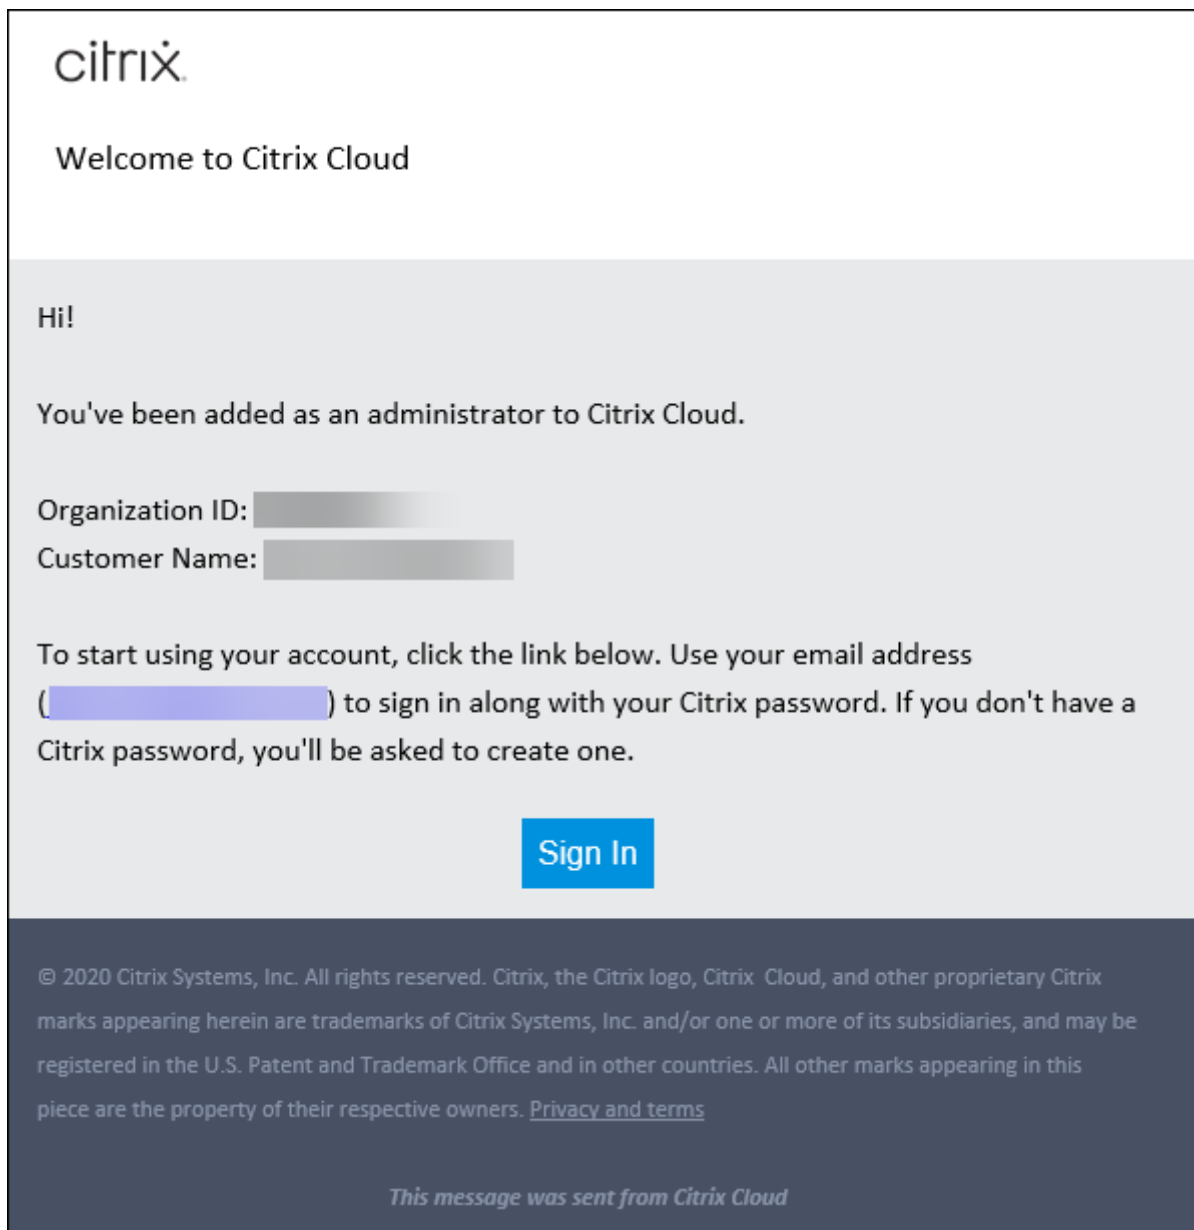 citrix
Welcome to Citrix Cloud
Hi!
You've been added as an administrator to Citrix Cloud.
Organization ID:
Customer Name:
To start using your account, click the link below. Use your email address
( ) to sign in along with your Citrix password. If you don't have a
Citrix password, you'll be asked to create one.
Sign In
© 2020 Citrix Systems, Inc. All rights reserved. Citrix, the Citrix logo, Citrix  Cloud, and other proprietary Citrix
marks appearing herein are trademarks of Citrix Systems, Inc. and/or one or more of its subsidiaries, and may be
registered in the U.S. Patent and Trademark Office and in other countries. All other marks appearing in this
piece are the property of their respective owners. Privacy and terms
This message was sent from Citrix Cloud